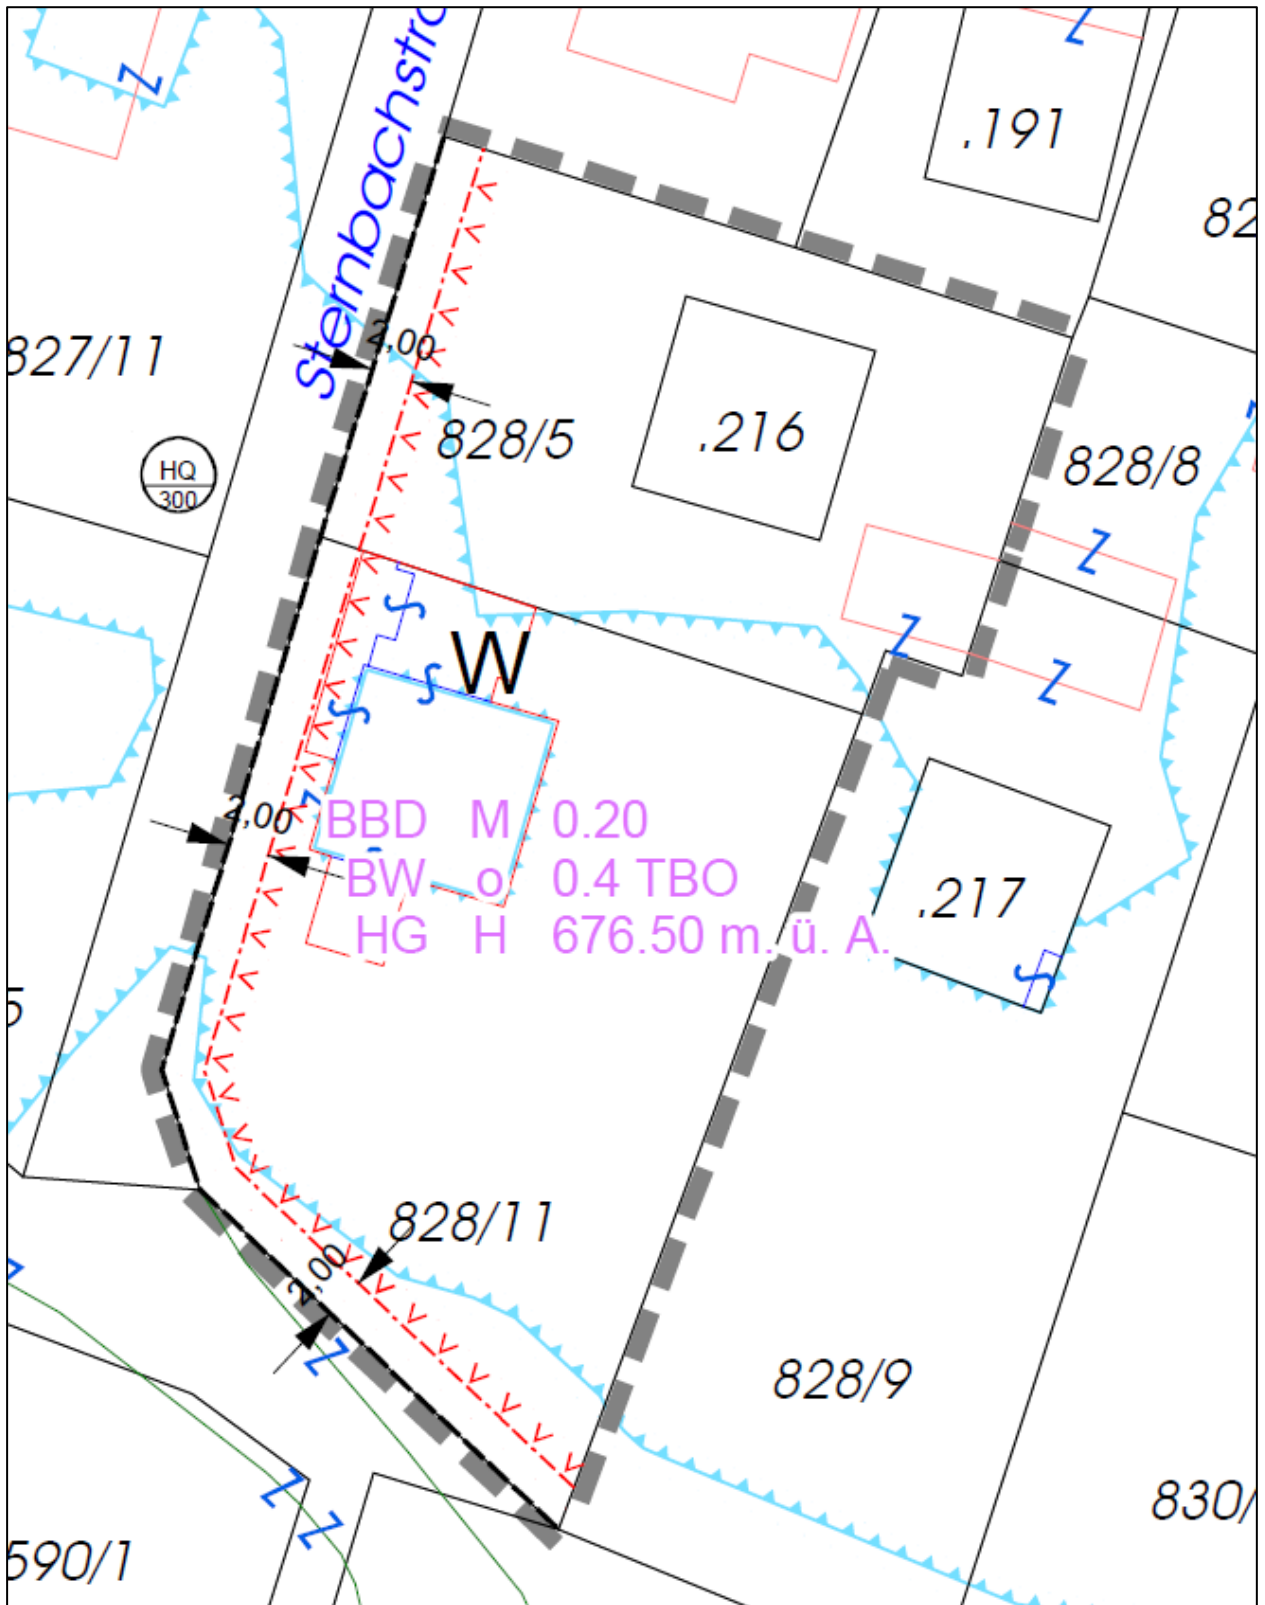 .191
82
Sternbachstra
827/11
2,00
828/5
.216
828/8
HQ
300
W
2,00
BBD M 0.20
BW o 0.4 TBO
HG H 676.50 m. ü. A.
.217
5
828/11
2,00
828/9
830/
590/1